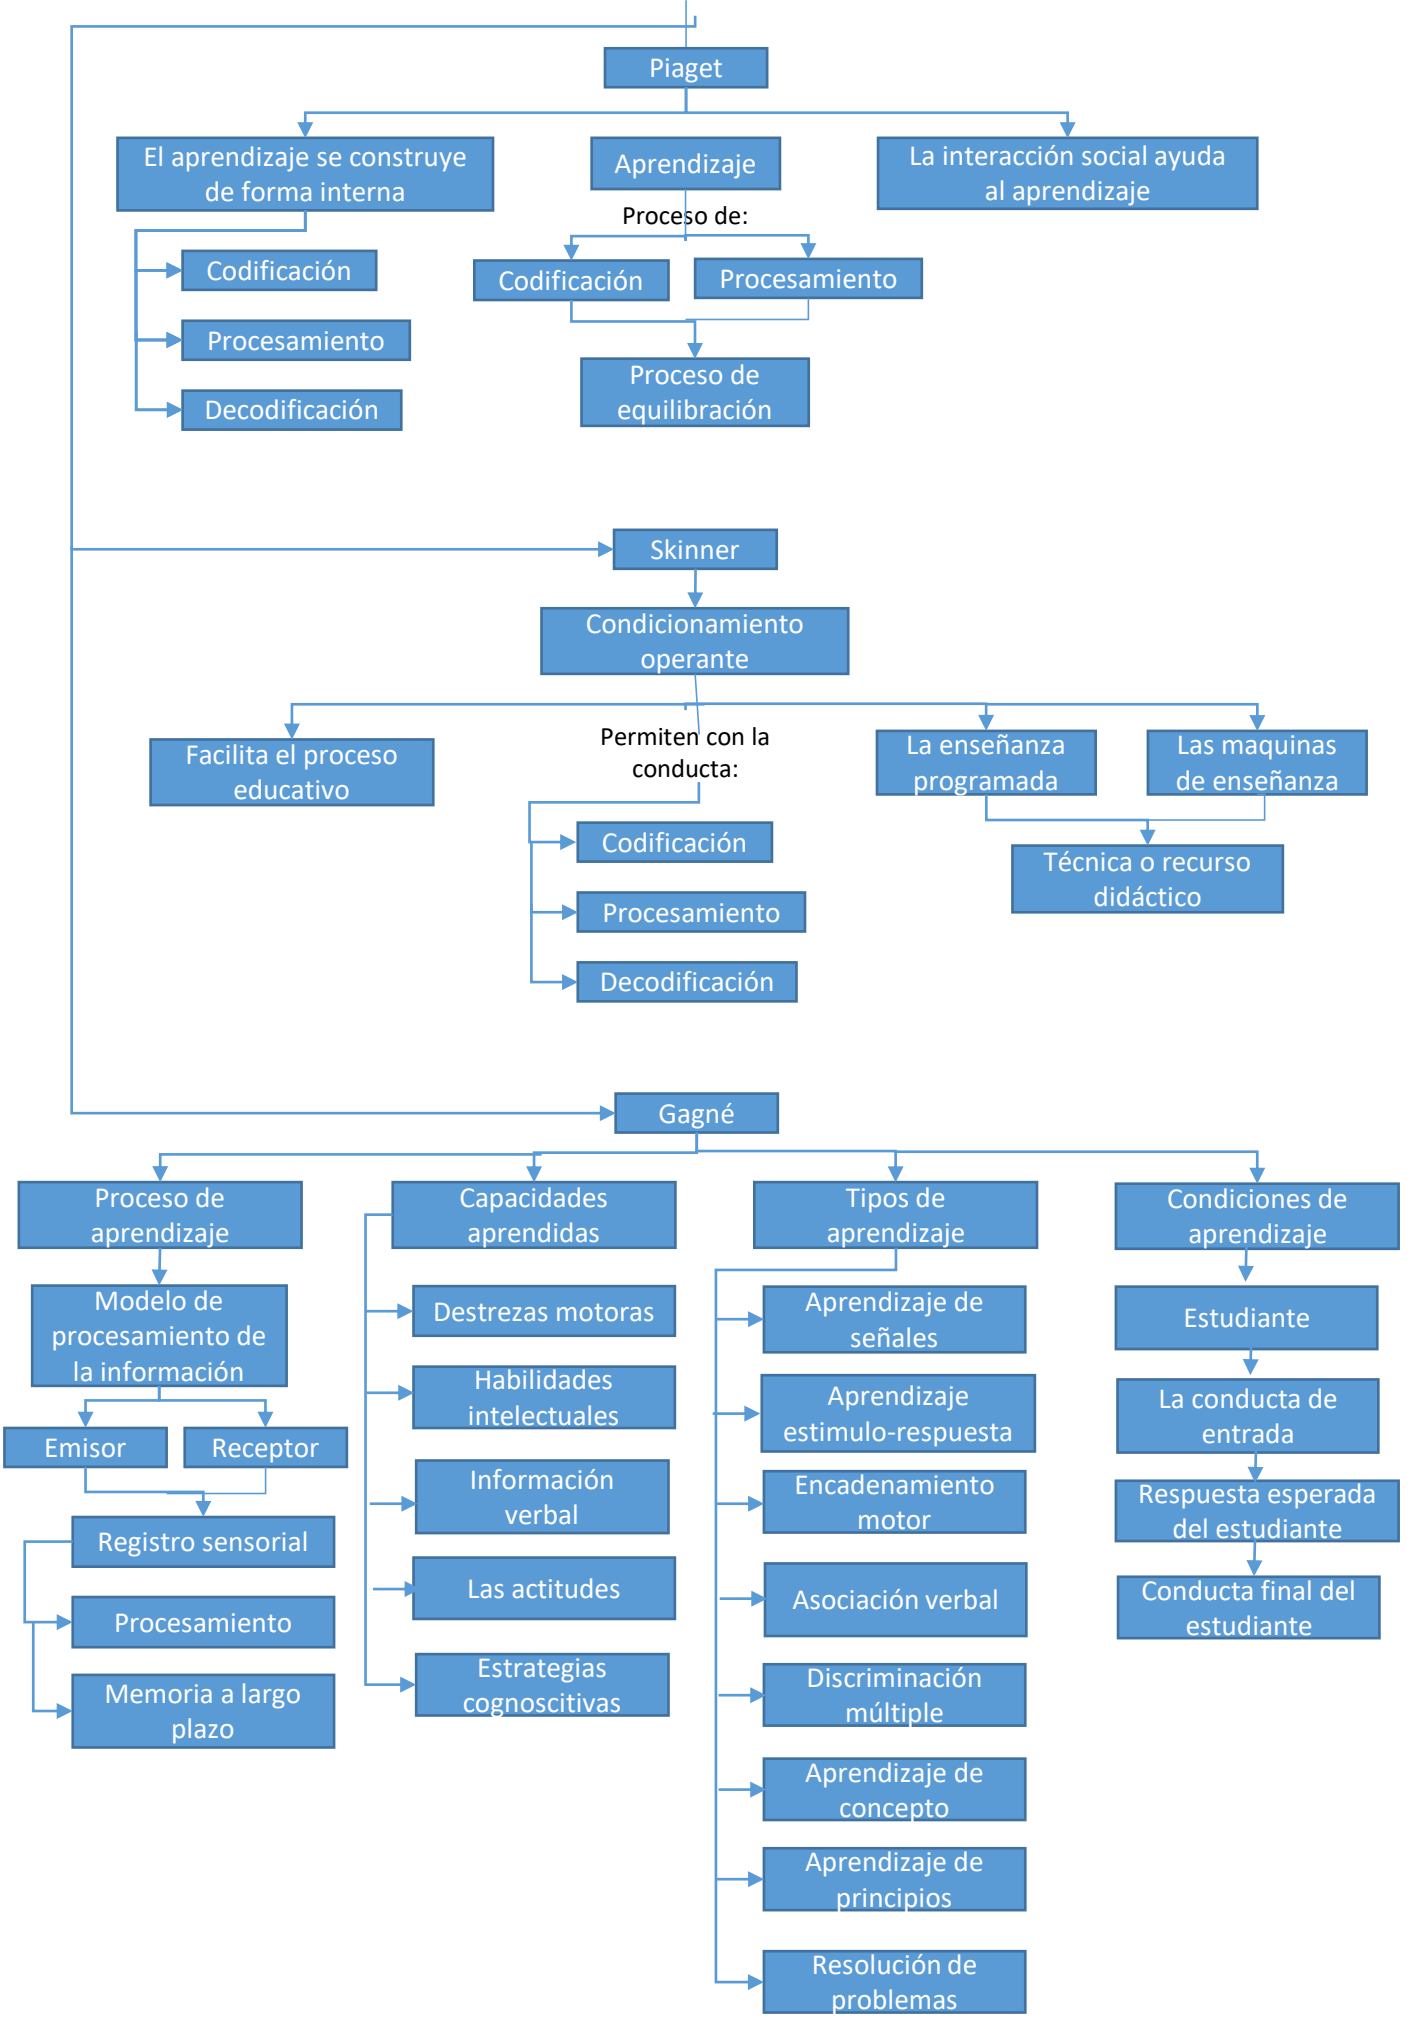 Piaget
El aprendizaje se construye
de forma interna
Aprendizaje
La interacción social ayuda
al aprendizaje
Proceso de:
Codificación
Procesamiento
Decodificación
Codificación
Procesamiento
Proceso de
equilibración
Skinner
Condicionamiento
operante
Facilita el proceso
educativo
Permiten con la
conducta:
La enseñanza
programada
Las maquinas
de enseñanza
Codificación
Procesamiento
Decodificación
Técnica o recurso
didáctico
Gagné
Proceso de
aprendizaje
Modelo de
procesamiento de
la información
Emisor
Receptor
Registro sensorial
Procesamiento
Memoria a largo
plazo
Capacidades
aprendidas
Destrezas motoras
Habilidades
intelectuales
Información
verbal
Las actitudes
Estrategias
cognoscitivas
Tipos de
aprendizaje
Aprendizaje de
señales
Aprendizaje
estimulo-respuesta
Encadenamiento
motor
Asociación verbal
Discriminación
múltiple
Aprendizaje de
concepto
Aprendizaje de
principios
Resolución de
problemas
Condiciones de
aprendizaje
Estudiante
La conducta de
entrada
Respuesta esperada
del estudiante
Conducta final del
estudiante